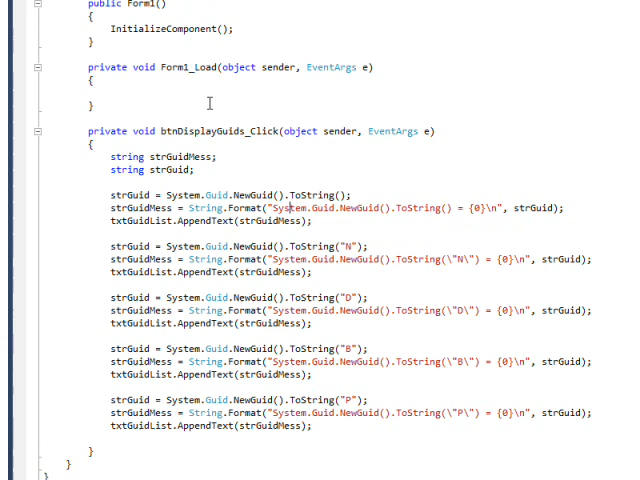 public Form1()
{
InitializeComponent();
}
private void Form1_Load(object sender, EventArgs e)
{
}
private void btnDisplayGuids_Click(object sender, EventArgs e)
{
string strGuidMess;
string strGuid;
strGuid = System.Guid.NewGuid().ToString();
strGuidMess = String.Format("System.Guid.NewGuid().ToString() = {0}\n", strGuid);
txtGuidList.AppendText(strGuidMess);
strGuid = System.Guid.NewGuid().ToString("N");
strGuidMess = String.Format("System.Guid.NewGuid().ToString(\"N\") = {0}\n", strGuid);
txtGuidList.AppendText(strGuidMess);
strGuid = System.Guid.NewGuid().ToString("D");
strGuidMess = String.Format("System.Guid.NewGuid().ToString(\"D\") = {0}\n", strGuid);
txtGuidList.AppendText(strGuidMess);
strGuid = System.Guid.NewGuid().ToString("B");
strGuidMess = String.Format("System.Guid.NewGuid().ToString(\"B\") = {0}\n", strGuid);
txtGuidList.AppendText(strGuidMess);
strGuid = System.Guid.NewGuid().ToString("P");
strGuidMess = String.Format("System.Guid.NewGuid().ToString(\"P\") = {0}\n", strGuid);
txtGuidList.AppendText(strGuidMess);
}
}
}